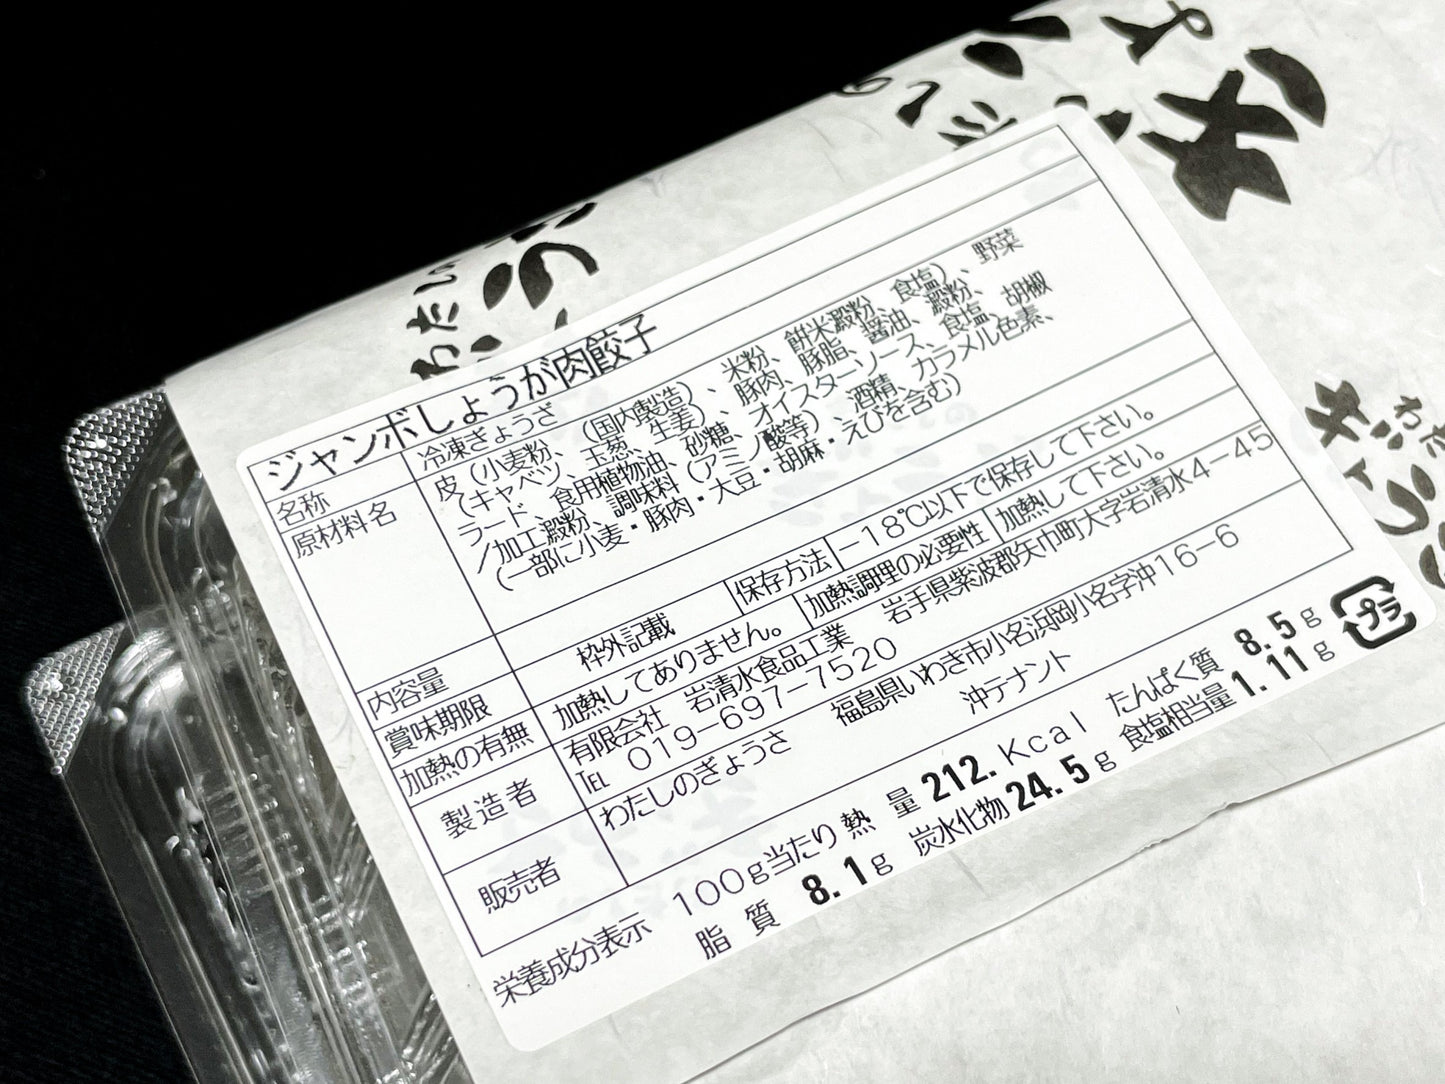 ジャンボしょうが肉餃子
名称 冷凍ぎょうざ
原材料名 皮（小麦粉（国内製造）、米粉、餅米澱粉、食塩）、野菜
（キャベツ、玉葱、生姜）、豚肉、豚脂、醤油、澱粉、
ラード、食用植物油、砂糖、オイスターソース、食塩、胡椒
／加工澱粉、調味料（アミノ酸等）、酒精、カラメル色素、
（一部に小麦・豚肉・大豆・胡麻・えびを含む）
内容量
賞味期限 枠外記載 保存方法 −18℃以下で保存して下さい。
加熱の有無 加熱してありません。 加熱調理の必要性 加熱して下さい。
製造者 有限会社 岩清水食品工業 岩手県紫波郡矢巾町大字岩清水4−45
℡ 019−697−7520
販売者 わたしのぎょうさ 福島県いわき市小名浜岡小名字沖16−6
沖テナント
栄養成分表示 100g当たり 熱量 212. Kcal たんぱく質 8.5g
脂質 8.1g 炭水化物 24.5g 食塩相当量 1.11g
プラ